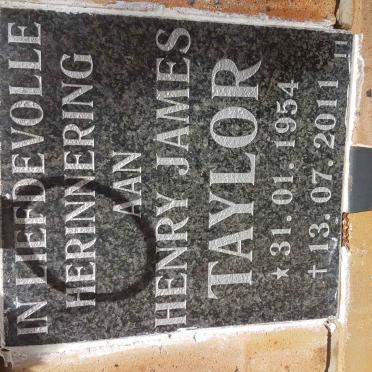 IN LIEFDEVOLLE
HERINNERING
AAN
HENRY JAMES
TAYLOR
★ 31. 01. 1954
✝ 13. 07. 2011